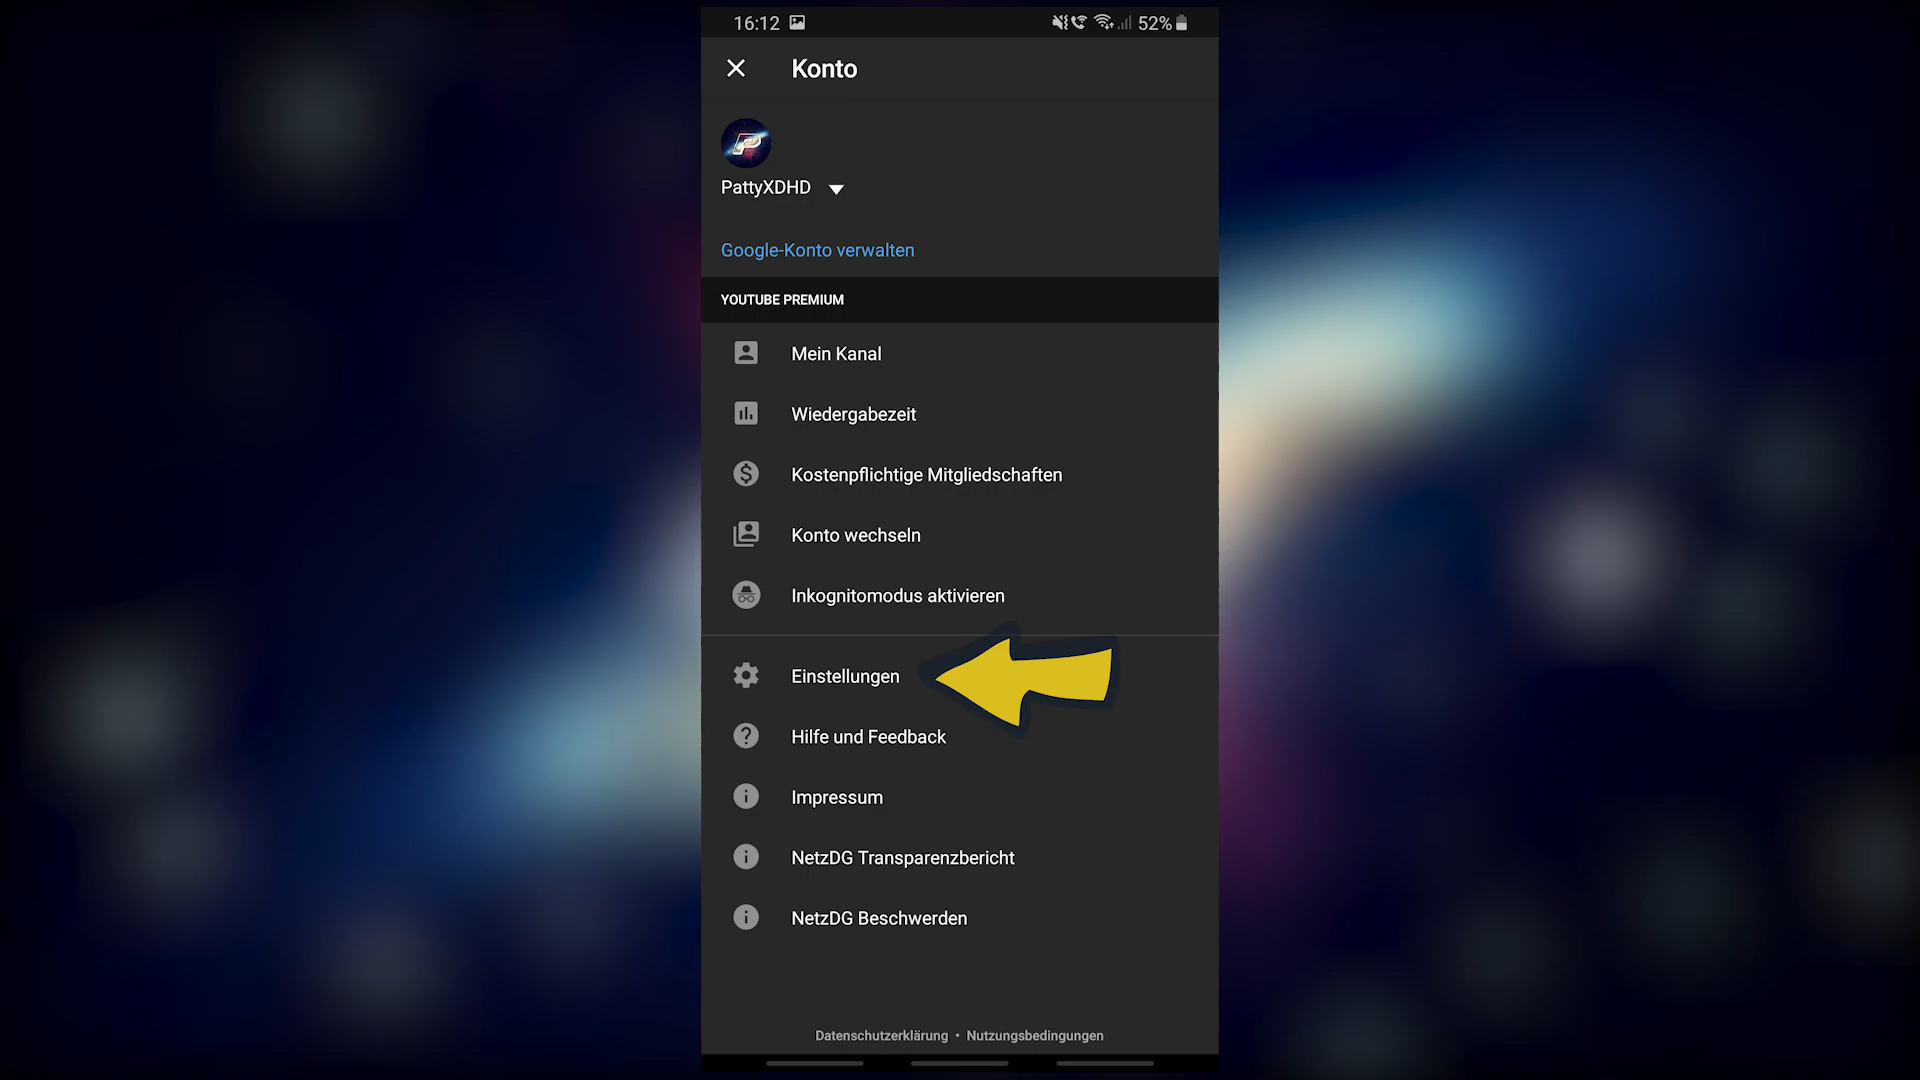 16:12
52%
Konto
P
PattyXDHD
Google-Konto verwalten
YOUTUBE PREMIUM
Mein Kanal
Wiedergabezeit
Kostenpflichtige Mitgliedschaften
Konto wechseln
Inkognitomodus aktivieren
Einstellungen
Hilfe und Feedback
Impressum
NetzDG Transparenzbericht
NetzDG Beschwerden
Datenschutzerklärung • Nutzungsbedingungen